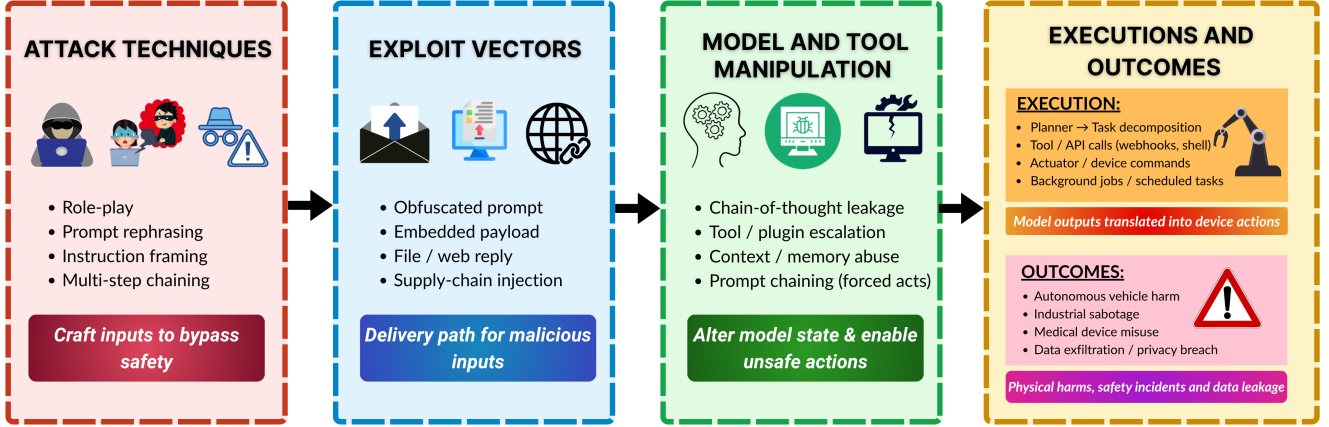 ATTACK TECHNIQUES
• Role-play
• Prompt rephrasing
• Instruction framing
• Multi-step chaining
Craft inputs to bypass
safety
EXPLOIT VECTORS
• Obfuscated prompt
• Embedded payload
• File / web reply
• Supply-chain injection
Delivery path for malicious
inputs
MODEL AND TOOL
MANIPULATION
• Chain-of-thought leakage
• Tool / plugin escalation
• Context / memory abuse
• Prompt chaining (forced acts)
Alter model state & enable
unsafe actions
EXECUTIONS AND
OUTCOMES
EXECUTION:
• Planner → Task decomposition
• Tool / API calls (webhooks, shell)
• Actuator / device commands
• Background jobs / scheduled tasks
Model outputs translated into device actions
OUTCOMES:
• Autonomous vehicle harm
• Industrial sabotage
• Medical device misuse
• Data exfiltration / privacy breach
Physical harms, safety incidents and data leakage